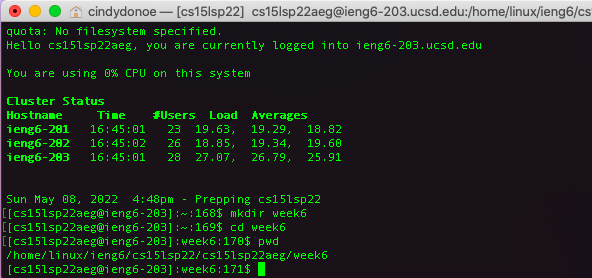 cindydonoe — [cs15lsp22] cs15lsp22aeg@ieng6-203.ucsd.edu:/home/linux/ieng6/cs
quota: No filesystem specified.
Hello cs15lsp22aeg, you are currently logged into ieng6-203.ucsd.edu
You are using 0% CPU on this system
Cluster Status
Hostname     Time    #Users  Load  Averages
ieng6-201   16:45:01   23  19.63,  19.29,  18.82
ieng6-202   16:45:01   26  18.85,  19.34,  19.60
ieng6-203   16:45:01   28  27.07,  26.79,  25.91
Sun May 08, 2022  4:48pm - Prepping cs15lsp22
[[cs15lsp22aeg@ieng6-203]:~:168$ mkdir week6
[[cs15lsp22aeg@ieng6-203]:~:169$ cd week6
[[cs15lsp22aeg@ieng6-203]:week6:170$ pwd
/home/linux/ieng6/cs15lsp22/cs15lsp22aeg/week6
[cs15lsp22aeg@ieng6-203]:week6:171$